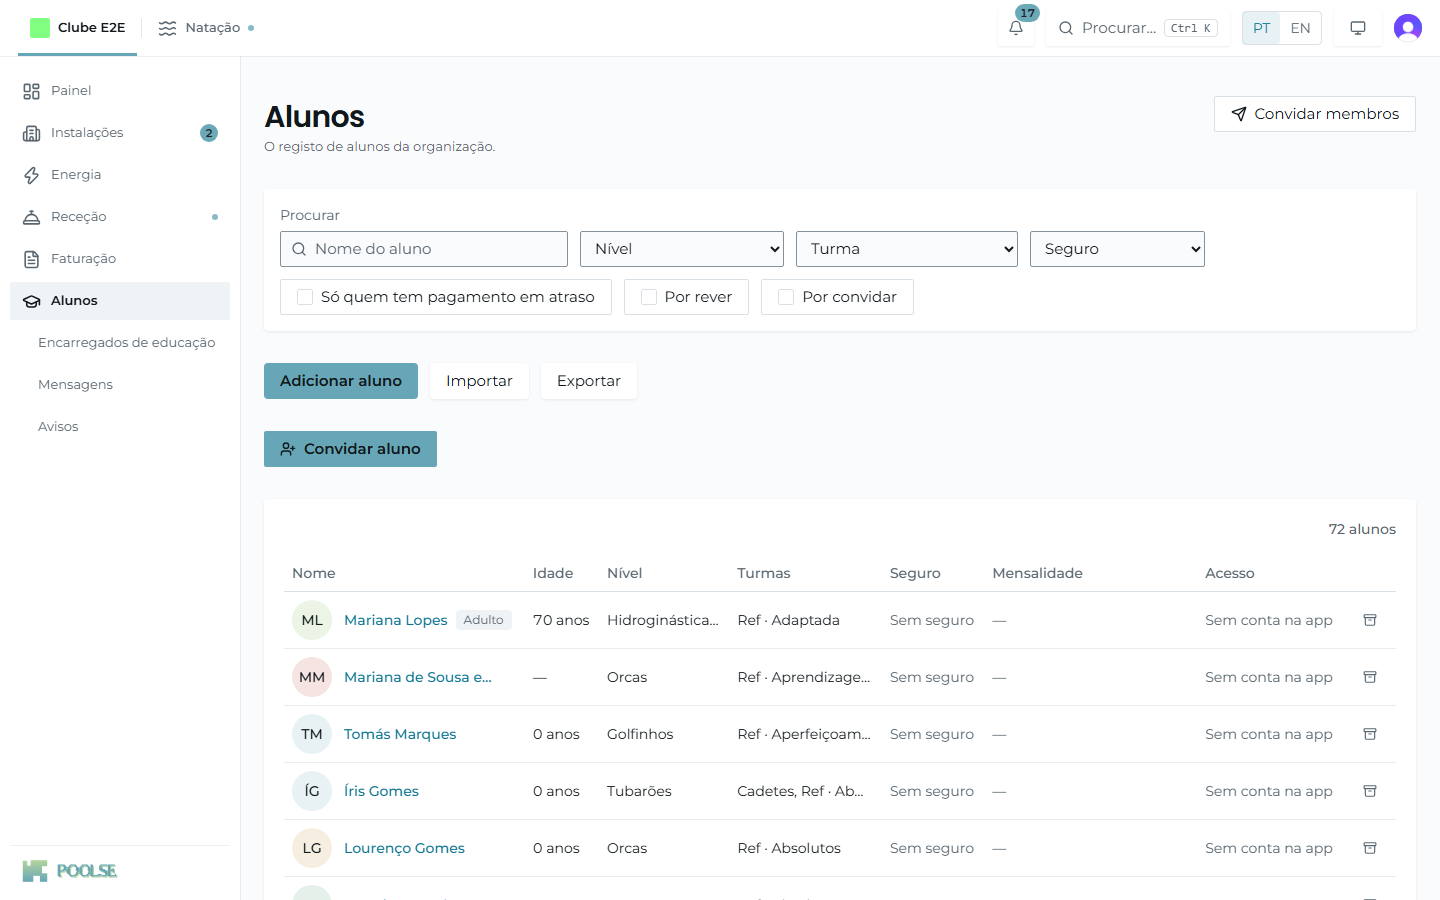 Clube E2E
Natação
17
Procurar...
Ctrl K
PT
EN
Painel
Instalações
2
Energia
Receção
Faturação
Alunos
Encarregados de educação
Mensagens
Avisos
POOLSE
Alunos
O registo de alunos da organização.
Convidar membros
Procurar
Nome do aluno
Nível
Turma
Seguro
Só quem tem pagamento em atraso
Por rever
Por convidar
Adicionar aluno
Importar
Exportar
Convidar aluno
72 alunos
Nome Idade Nível Turmas Seguro Mensalidade Acesso
ML Mariana Lopes Adulto 70 anos Hidroginástica... Ref · Adaptada Sem seguro — Sem conta na app
MM Mariana de Sousa e... — Orcas Ref · Aprendizage... Sem seguro — Sem conta na app
TM Tomás Marques 0 anos Golfinhos Ref · Aperfeiçoam... Sem seguro — Sem conta na app
ÍG Íris Gomes 0 anos Tubarões Cadetes, Ref · Ab... Sem seguro — Sem conta na app
LG Lourenço Gomes 0 anos Orcas Ref · Absolutos Sem seguro — Sem conta na app